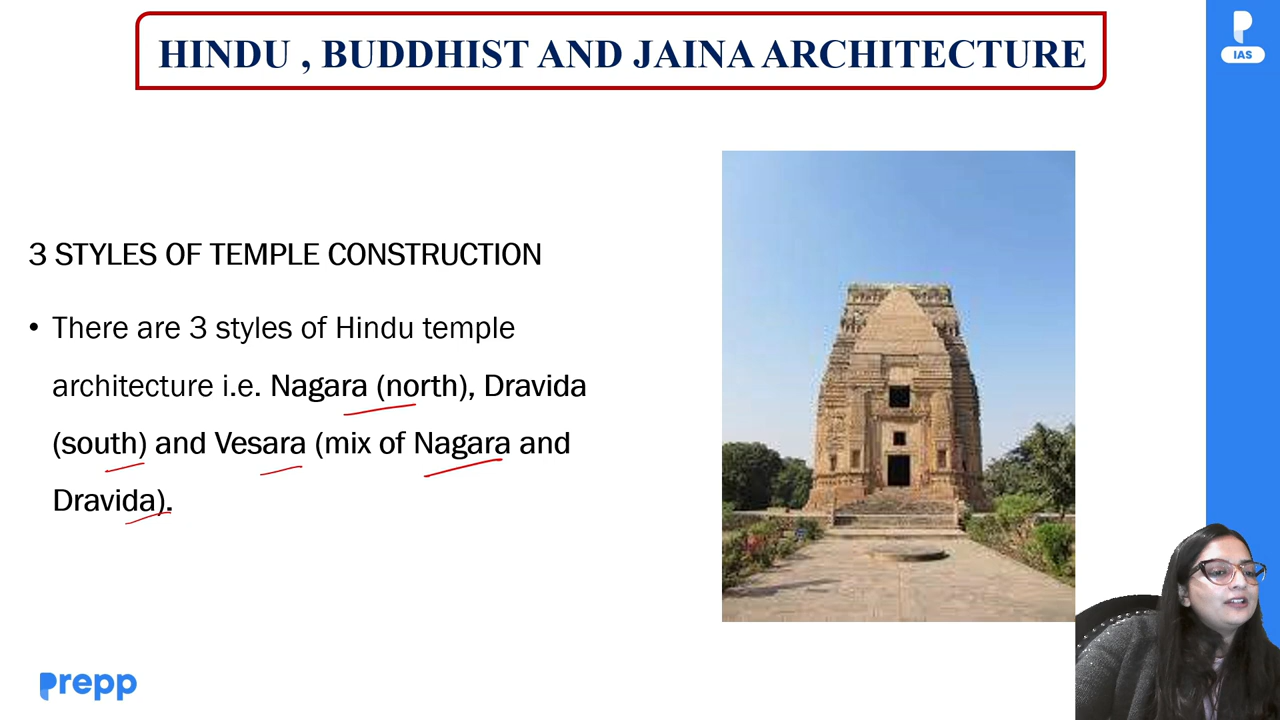 HINDU , BUDDHIST AND JAINA ARCHITECTURE
IAS
3 STYLES OF TEMPLE CONSTRUCTION
• There are 3 styles of Hindu temple
architecture i.e. Nagara (north), Dravida
(south) and Vesara (mix of Nagara and
Dravida).
prepp